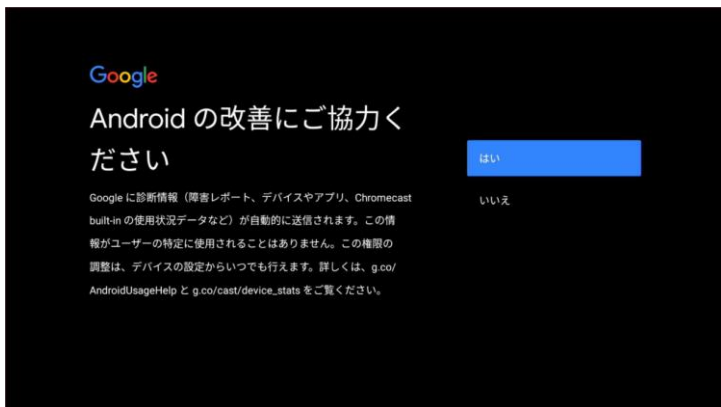 Google
Android の改善にご協力く
ださい
Google に診断情報（障害レポート、デバイスやアプリ、Chromecast
built-in の使用状況データなど）が自動的に送信されます。この情
報がユーザーの特定に使用されることはありません。この権限の
調整は、デバイスの設定からいつでも行えます。詳しくは、g.co/
AndroidUsageHelp と g.co/cast/device_stats をご覧ください。
はい
いいえ